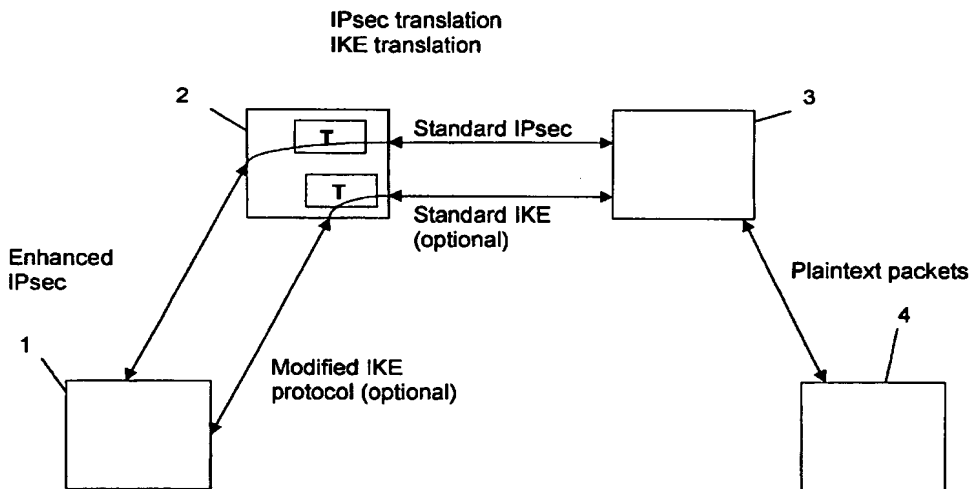 IPsec translation
IKE translation
2
3
T
Standard IPsec
T
Standard IKE
(optional)
Enhanced
IPsec
Plaintext packets
1
4
Modified IKE
protocol (optional)